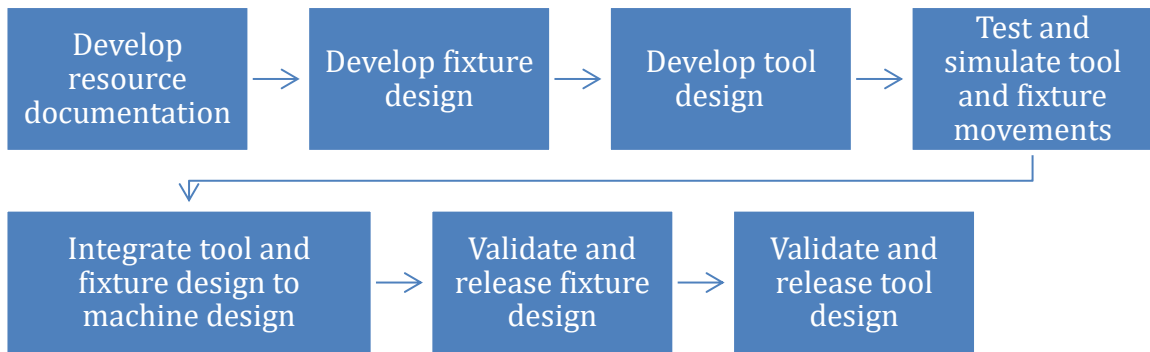 Develop
resource
documentation
Develop fixture
design
Develop tool
design
Test and
simulate tool
and fixture
movements
Integrate tool and
fixture design to
machine design
Validate and
release fixture
design
Validate and
release tool
design